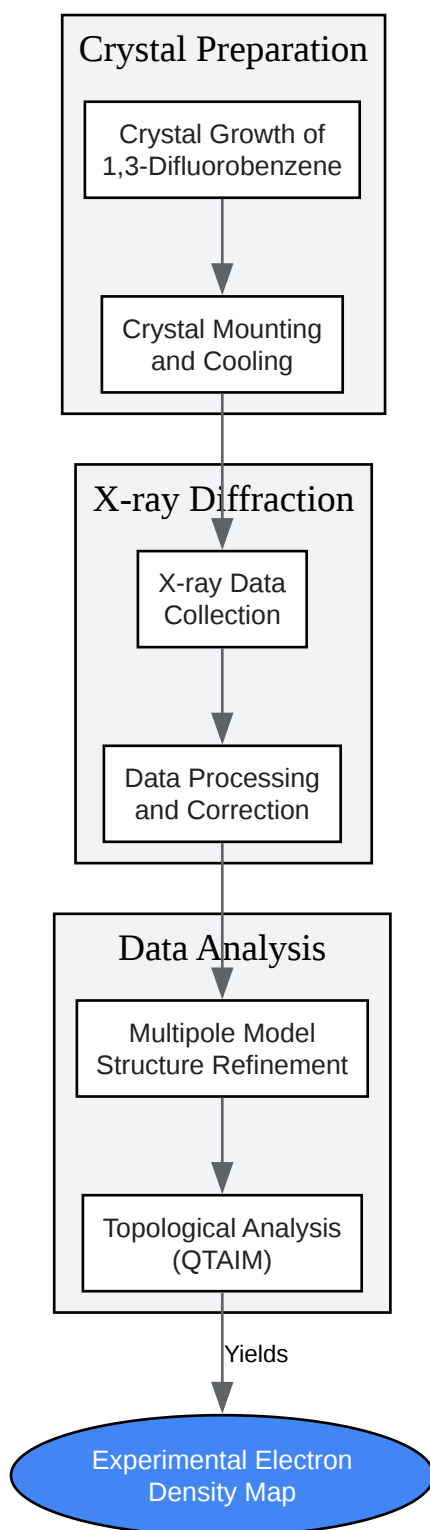 Crystal Preparation
Crystal Growth of
1,3-Difluorobenzene
Crystal Mounting
and Cooling
X-ray Diffraction
X-ray Data
Collection
Data Processing
and Correction
Data Analysis
Multipole Model
Structure Refinement
Topological Analysis
(QTAIM)
Yields
Experimental Electron
Density Map